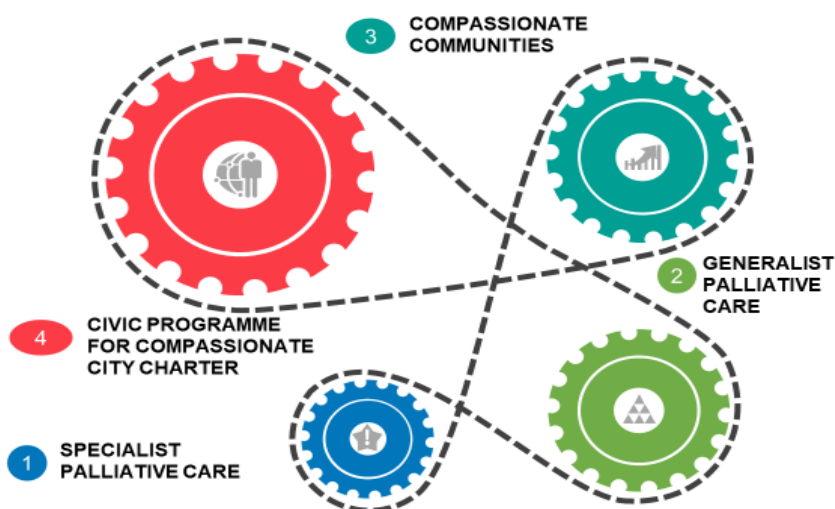 3
COMPASSIONATE
COMMUNITIES
2
GENERALIST
PALLIATIVE
CARE
4
CIVIC PROGRAMME
FOR COMPASSIONATE
CITY CHARTER
1
SPECIALIST
PALLIATIVE CARE